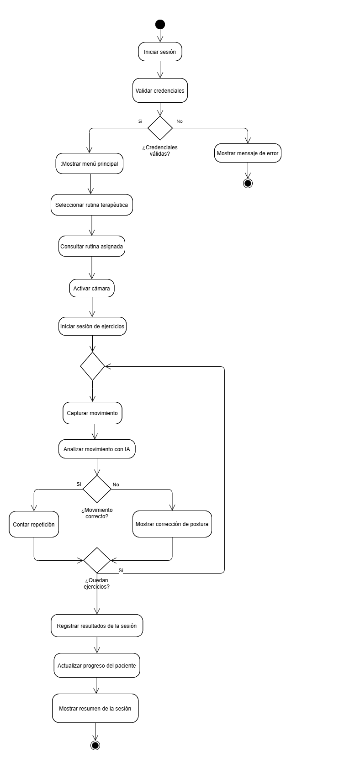 Iniciar sesión
Validar credenciales
Si
No
¿Credenciales
válidas?
:Mostrar menú principal
Mostrar mensaje de error
Seleccionar rutina terapéutica
Consultar rutina asignada
Activar cámara
Iniciar sesión de ejercicios
Capturar movimiento
Analizar movimiento con IA
Si
No
¿Movimiento
correcto?
Contar repetición
Mostrar corrección de postura
¿Quedan
ejercicios?
Si
Registrar resultados de la sesión
Actualizar progreso del paciente
Mostrar resumen de la sesión